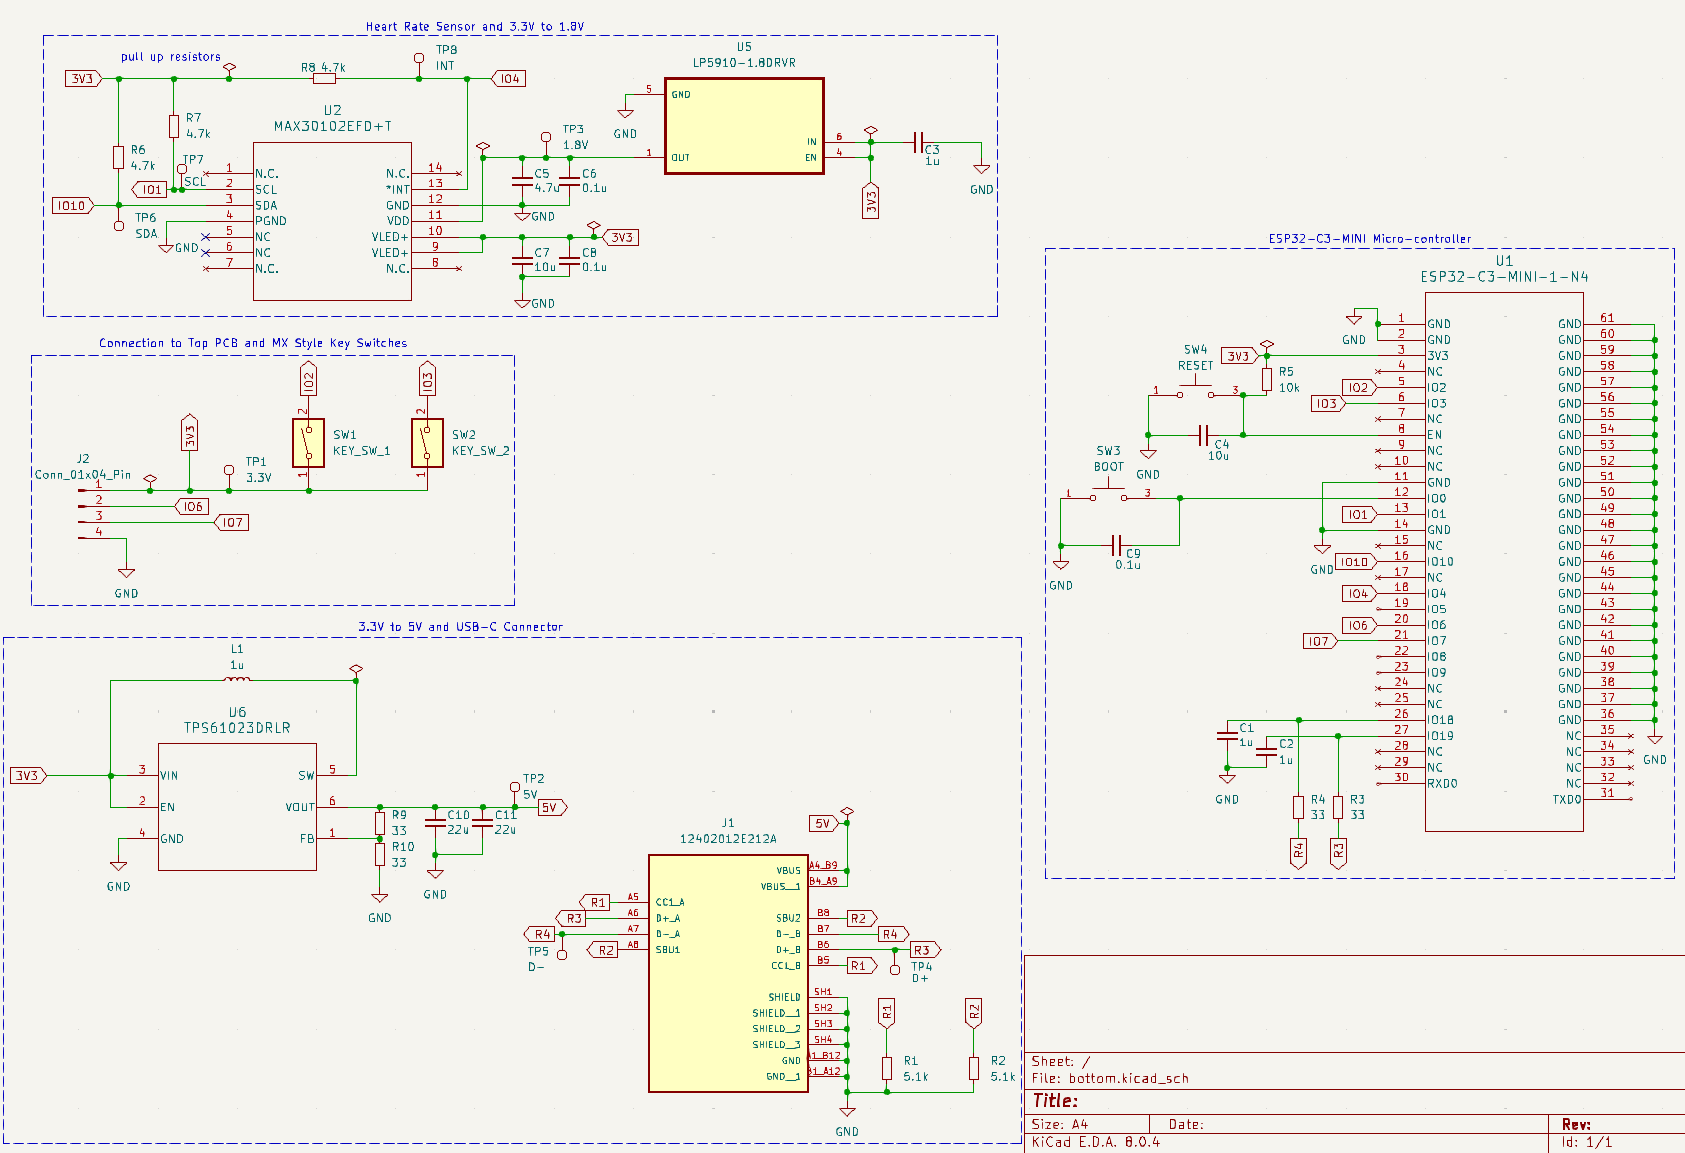 Heart Rate Sensor and 3.3V to 1.8V
pull up resistors
3V3
R8 4.7k
TP8
INT
IO4
R7
4.7k
R6
4.7k
TP7
SCL
IO1
IO10
TP6
SDA
GND
U2
MAX30102EFD+T
1 N.C.
2 SCL
3 SDA
4 PGND
5 NC
6 NC
7 N.C.
N.C. 14
*INT 13
GND 12
VDD 11
VLED+ 10
VLED+ 9
N.C. 8
TP3
1.8V
C5
4.7u
C6
0.1u
GND
3V3
C7
10u
C8
0.1u
GND
U5
LP5910-1.8DRVR
5 GND
GND
1 OUT
IN 6
EN 4
C3
1u
GND
3V3
Connection to Top PCB and MX Style Key Switches
IO2
IO3
3V3
2
SW1
KEY_SW_1
1
2
SW2
KEY_SW_2
1
TP1
3.3V
J2
Conn_01x04_Pin
1
2
3
4
IO6
IO7
GND
3.3V to 5V and USB-C Connector
L1
1u
U6
TPS61023DRLR
3V3
3 VIN
2 EN
4 GND
SW 5
VOUT 6
FB 1
GND
R9
33
R10
33
GND
C10
22u
C11
22u
GND
TP2
5V
5V
J1
12402012E212A
5V
VBUS A4_B9
VBUS__1 B4_A9
R1 A5 CC1_A
R3 A6 D+_A
R4 A7 D-_A
R2 A8 SBU1
TP5
D-
SBU2 B8 R2
D-_B B7 R4
D+_B B6 R3
CC1_B B5 R1
TP4
D+
SHIELD SH1
SHIELD__1 SH2
SHIELD__2 SH3
SHIELD__3 SH4
GND A1_B12
GND__1 B1_A12
GND
R1
R1
5.1k
R2
R2
5.1k
ESP32-C3-MINI Micro-controller
U1
ESP32-C3-MINI-1-N4
GND
1 GND
2 GND
3 3V3
4 NC
5 IO2
6 IO3
7 NC
8 EN
9 NC
10 NC
11 GND
12 IO0
13 IO1
14 GND
15 NC
16 IO10
17 NC
18 IO4
19 IO5
20 IO6
21 IO7
22 IO8
23 IO9
24 NC
25 NC
26 IO18
27 IO19
28 NC
29 NC
30 RXD0
GND 61
GND 60
GND 59
GND 58
GND 57
GND 56
GND 55
GND 54
GND 53
GND 52
GND 51
GND 50
GND 49
GND 48
GND 47
GND 46
GND 45
GND 44
GND 43
GND 42
GND 41
GND 40
GND 39
GND 38
GND 37
GND 36
NC 35
NC 34
NC 33
NC 32
TXD0 31
GND
SW4
RESET
1
3
3V3
R5
10k
C4
10u
GND
IO2
IO3
SW3
BOOT
1
3
C9
0.1u
GND
IO1
GND
IO10
IO4
IO6
IO7
C1
1u
C2
1u
GND
R4
33
R3
33
R4
R3
Sheet: /
File: bottom.kicad_sch
Title:
Size: A4
Date:
Rev:
KiCad E.D.A. 8.0.4
Id: 1/1